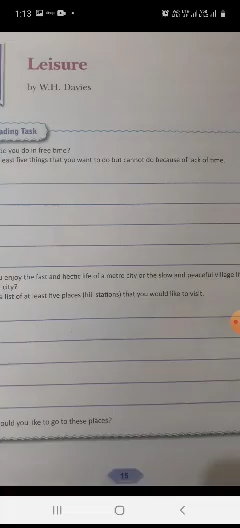 1:13
Leisure
by W.H. Davies
ading Task
you do in free time?
east five things that you want to do but cannot do because of lack of time.
u enjoy the fast and hectic life of a metro city or the slow and peaceful village li
city?
a list of at least five places (hill stations) that you would like to visit.
ould you like to go to these places?
15